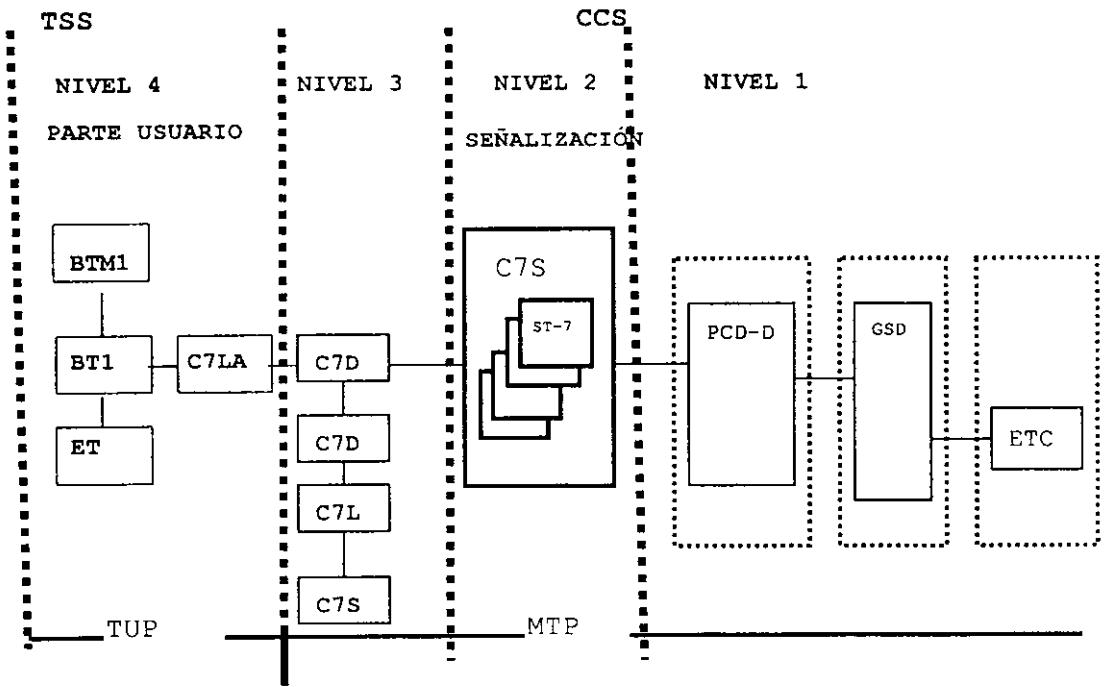 TSS
CCS
NIVEL 4
NIVEL 3
NIVEL 2
NIVEL 1
PARTE USUARIO
SEÑALIZACIÓN
BTM1
C7S
ST-7
PCD-D
GSD
BT1
C7LA
C7D
ET
C7D
ETC
C7L
C7S
TUP
MTP